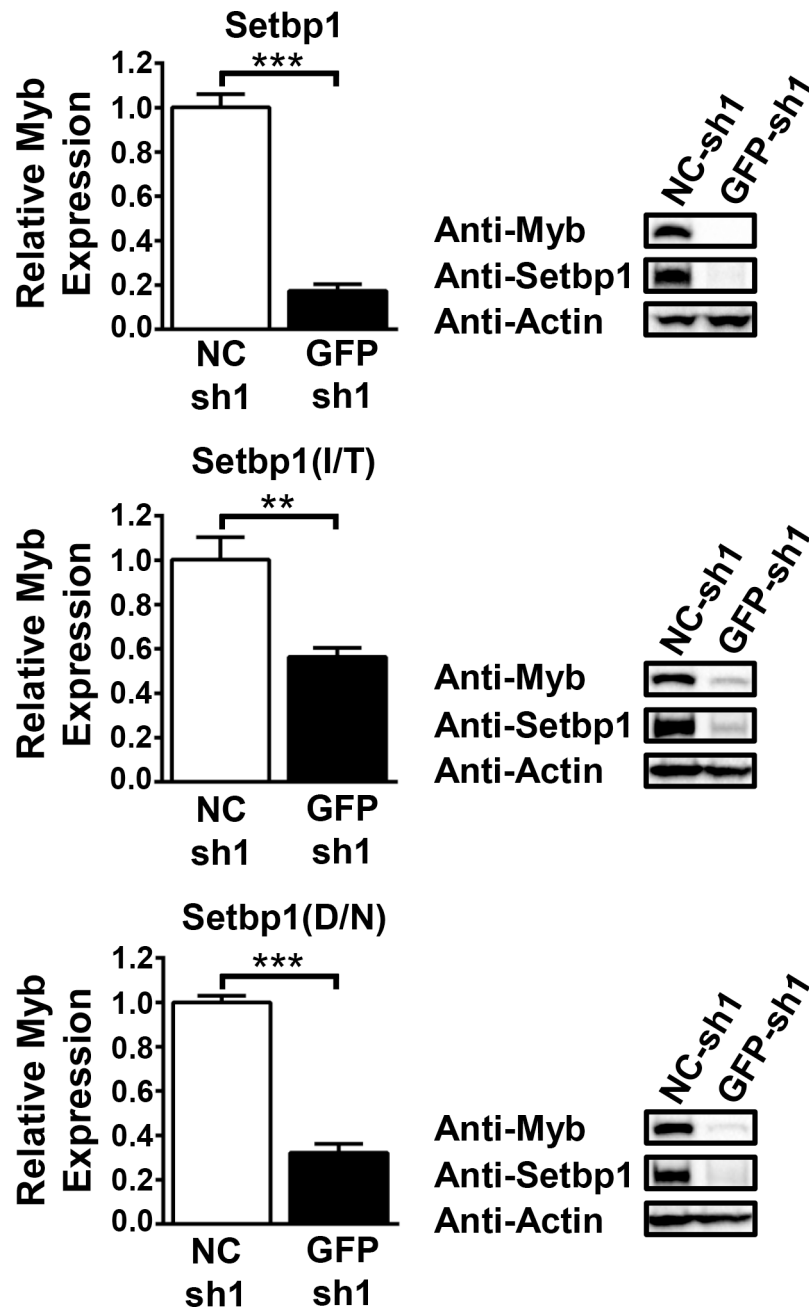 Setbp1
***
Relative Myb
Expression
1.2
1.0
0.8
0.6
0.4
0.2
0.0
NC
sh1
GFP
sh1
NC-sh1
GFP-sh1
Anti-Myb
Anti-Setbp1
Anti-Actin
Setbp1(I/T)
**
Relative Myb
Expression
1.2
1.0
0.8
0.6
0.4
0.2
0.0
NC
sh1
GFP
sh1
NC-sh1
GFP-sh1
Anti-Myb
Anti-Setbp1
Anti-Actin
Setbp1(D/N)
***
Relative Myb
Expression
1.2
1.0
0.8
0.6
0.4
0.2
0.0
NC
sh1
GFP
sh1
NC-sh1
GFP-sh1
Anti-Myb
Anti-Setbp1
Anti-Actin